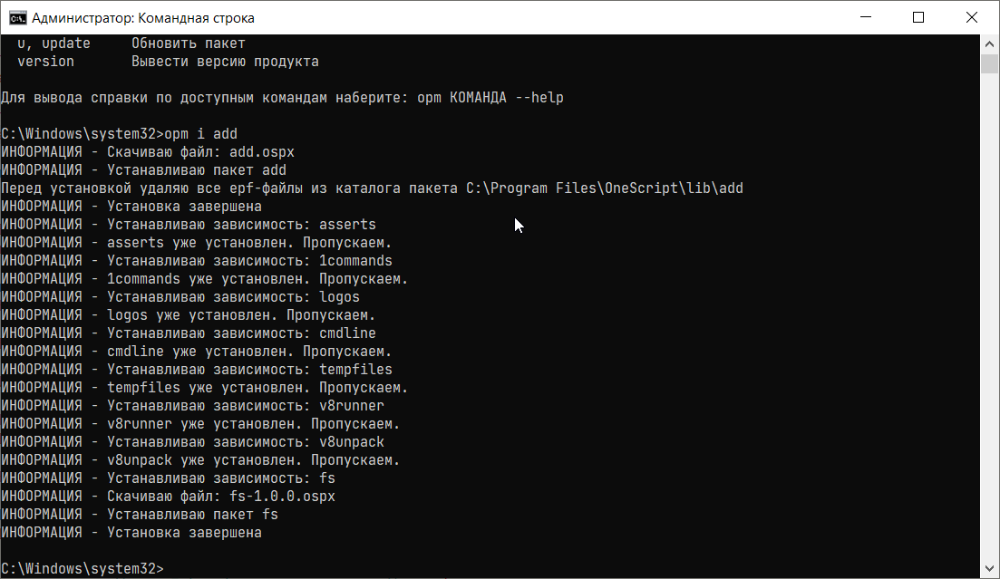 Администратор: Командная строка
u, update Обновить пакет
version Вывести версию продукта
Для вывода справки по доступным командам наберите: opm КОМАНДА --help
C:\Windows\system32>opm i add
ИНФОРМАЦИЯ - Скачиваю файл: add.ospx
ИНФОРМАЦИЯ - Устанавливаю пакет add
Перед установкой удаляю все epf-файлы из каталога пакета C:\Program Files\OneScript\lib\add
ИНФОРМАЦИЯ - Установка завершена
ИНФОРМАЦИЯ - Устанавливаю зависимость: asserts
ИНФОРМАЦИЯ - asserts уже установлен. Пропускаем.
ИНФОРМАЦИЯ - Устанавливаю зависимость: 1commands
ИНФОРМАЦИЯ - 1commands уже установлен. Пропускаем.
ИНФОРМАЦИЯ - Устанавливаю зависимость: logos
ИНФОРМАЦИЯ - logos уже установлен. Пропускаем.
ИНФОРМАЦИЯ - Устанавливаю зависимость: cmdline
ИНФОРМАЦИЯ - cmdline уже установлен. Пропускаем.
ИНФОРМАЦИЯ - Устанавливаю зависимость: tempfiles
ИНФОРМАЦИЯ - tempfiles уже установлен. Пропускаем.
ИНФОРМАЦИЯ - Устанавливаю зависимость: v8runner
ИНФОРМАЦИЯ - v8runner уже установлен. Пропускаем.
ИНФОРМАЦИЯ - Устанавливаю зависимость: v8unpack
ИНФОРМАЦИЯ - v8unpack уже установлен. Пропускаем.
ИНФОРМАЦИЯ - Устанавливаю зависимость: fs
ИНФОРМАЦИЯ - Скачиваю файл: fs-1.0.0.ospx
ИНФОРМАЦИЯ - Устанавливаю пакет fs
ИНФОРМАЦИЯ - Установка завершена
C:\Windows\system32>